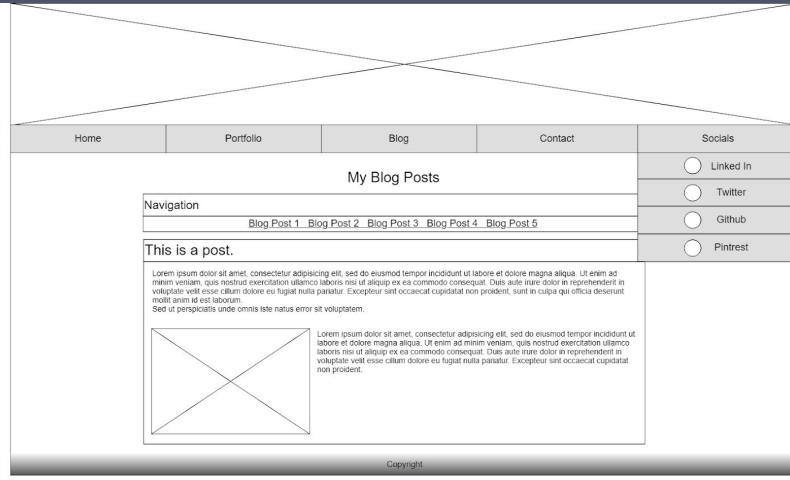 Home Portfolio Blog Contact Socials
Linked In
Twitter
Github
Pintrest
My Blog Posts
Navigation
Blog Post 1 Blog Post 2 Blog Post 3 Blog Post 4 Blog Post 5
This is a post.
Lorem ipsum dolor sit amet, consectetur adipisicing elit, sed do eiusmod tempor incididunt ut labore et dolore magna aliqua. Ut enim ad
minim veniam, quis nostrud exercitation ullamco laboris nisi ut aliquip ex ea commodo consequat. Duis aute irure dolor in reprehenderit in
voluptate velit esse cillum dolore eu fugiat nulla pariatur. Excepteur sint occaecat cupidatat non proident, sunt in culpa qui officia deserunt
mollit anim id est laborum.
Sed ut perspiciatis unde omnis iste natus error sit voluptatem.
Lorem ipsum dolor sit amet, consectetur adipisicing elit, sed do eiusmod tempor incididunt ut
labore et dolore magna aliqua. Ut enim ad minim veniam, quis nostrud exercitation ullamco
laboris nisi ut aliquip ex ea commodo consequat. Duis aute irure dolor in reprehenderit in
voluptate velit esse cillum dolore eu fugiat nulla pariatur. Excepteur sint occaecat cupidatat
non proident.
Copyright